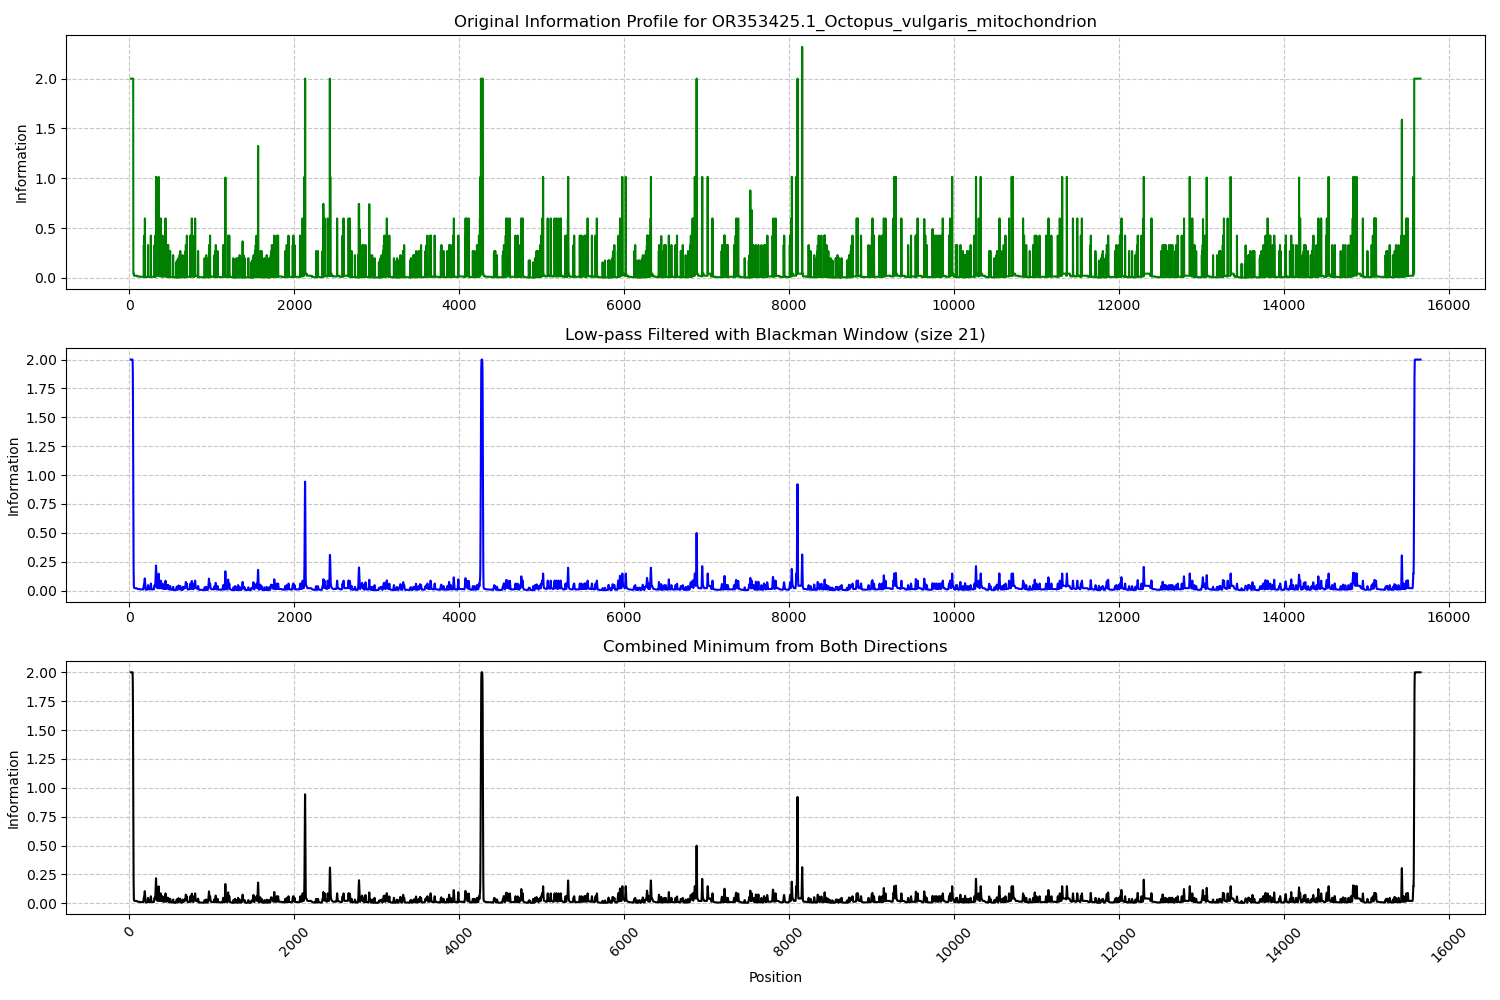 Original Information Profile for OR353425.1_Octopus_vulgaris_mitochondrion
Information
2.0
1.5
1.0
0.5
0.0
0 2000 4000 6000 8000 10000 12000 14000 16000
Low-pass Filtered with Blackman Window (size 21)
Information
2.00
1.75
1.50
1.25
1.00
0.75
0.50
0.25
0.00
0 2000 4000 6000 8000 10000 12000 14000 16000
Combined Minimum from Both Directions
Information
2.00
1.75
1.50
1.25
1.00
0.75
0.50
0.25
0.00
0 2000 4000 6000 8000 10000 12000 14000 16000
Position